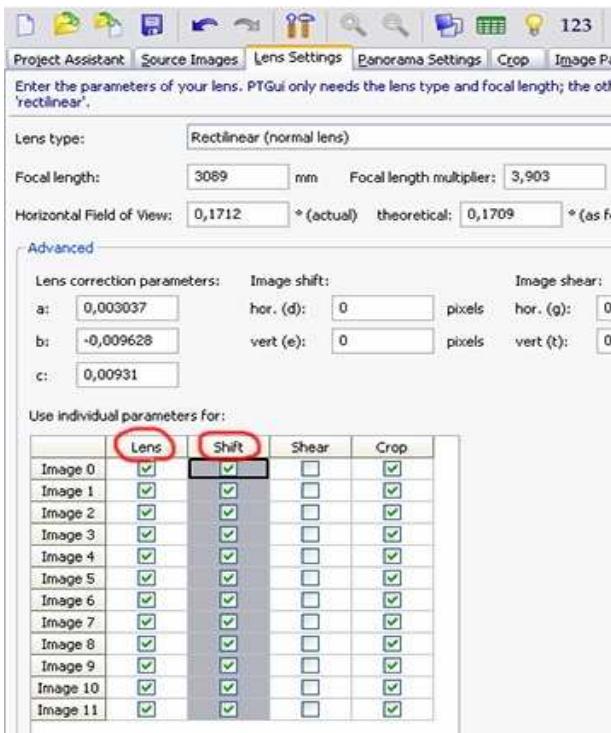 123
Project Assistant Source Images Lens Settings Panorama Settings Crop Image
Enter the parameters of your lens. PTGui only needs the lens type and focal length; the
'rectilinear'.
Lens type: Rectilinear (normal lens)
Focal length: 3089 mm Focal length multiplier: 3,903
Horizontal Field of View: 0,1712 ° (actual) theoretical: 0,1709 ° (as
Advanced
Lens correction parameters: Image shift: Image shear:
a: 0,003037 hor. (d): 0 pixels hor. (g): 0
b: -0,009628 vert (e): 0 pixels vert (t): 0
c: 0,00931
Use individual parameters for:
Lens Shift Shear Crop
Image 0
Image 1
Image 2
Image 3
Image 4
Image 5
Image 6
Image 7
Image 8
Image 9
Image 10
Image 11